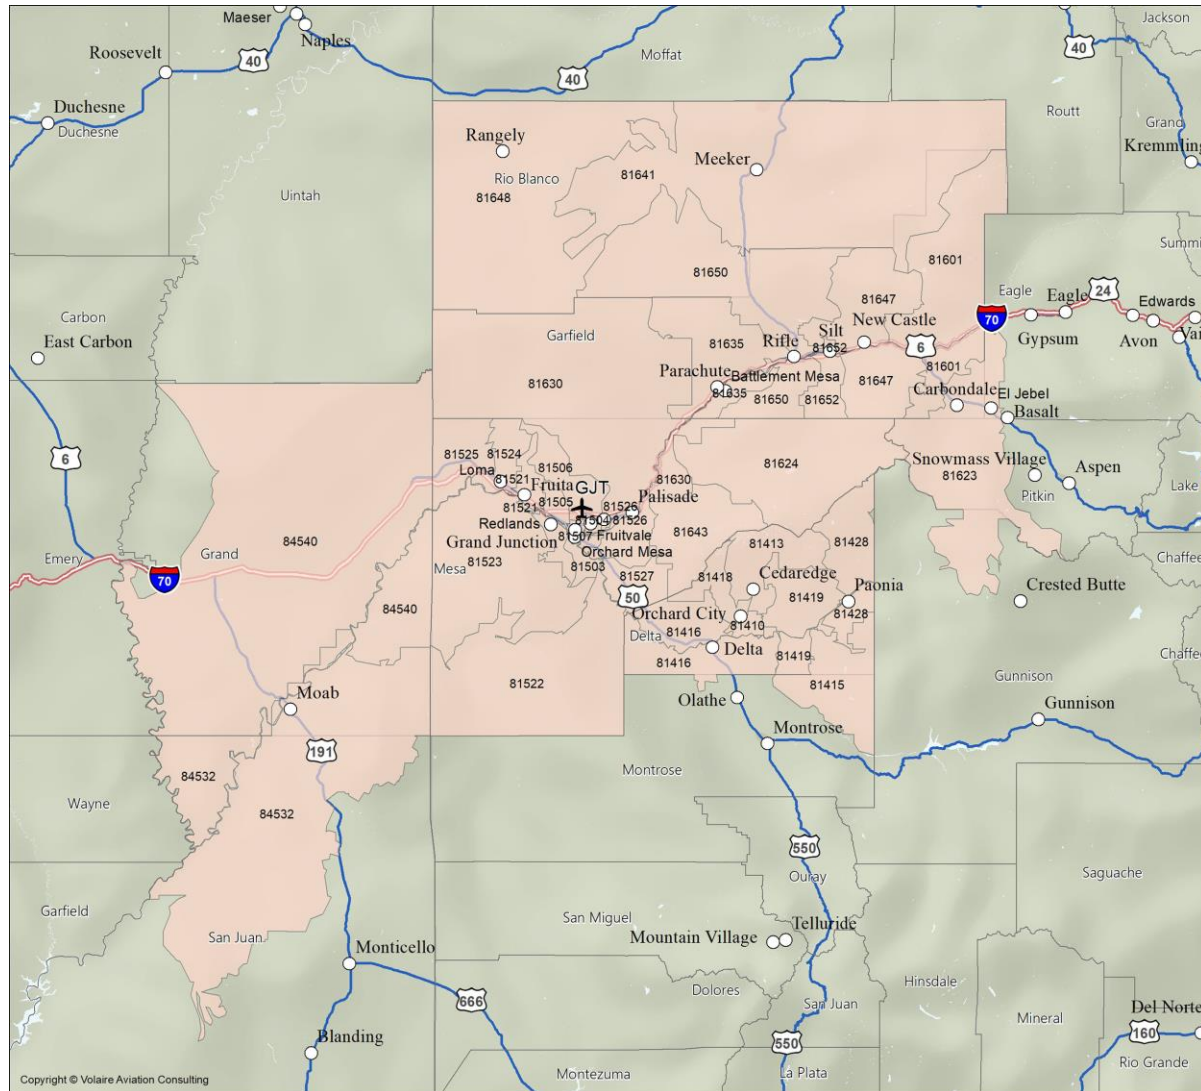 Maeser
Naples
Jackson
Roosevelt
40
40
40
Moffat
Duchesne
Duchesne
Routt
Grand
Kremmling
Rangely
Rio Blanco
81641
Meeker
81648
Uintah
Summi
81601
81650
Eagle
Eagle
24
Edwards
81647
Carbon
East Carbon
70
Gypsum
Avon
Vai
Garfield
81635
Rifle
Silt
81652
New Castle
6
81630
Parachute
Battlement Mesa
81635
81650
81652
81647
81601
Carbondale
El Jebel
Basalt
6
81525
81524
81506
81624
Loma
81521
Fruita
GJT
81630
Snowmass Village
81623
Aspen
Pitkin
Lake
81505
81521
81526
Palisade
Redlands
81504
81526
Grand Junction
81507
Fruitvale
81643
Orchard Mesa
81413
81428
Emery
Grand
84540
Mesa
81523
81503
81527
81418
Chaffee
70
84540
50
Cedaredge
81419
Paonia
Crested Butte
Orchard City
81410
81428
Delta
81416
Delta
81416
81419
Chaffee
Moab
81522
81415
Gunnison
Olathe
Gunnison
191
Montrose
Montrose
84532
Wayne
84532
550
Ouray
Saguache
Garfield
San Juan
San Miguel
Telluride
Mountain Village
Monticello
Hinsdale
666
Dolores
San Juan
Mineral
Del Norte
160
Blanding
550
Rio Grande
Montezuma
La Plata
Copyright © Volaire Aviation Consulting